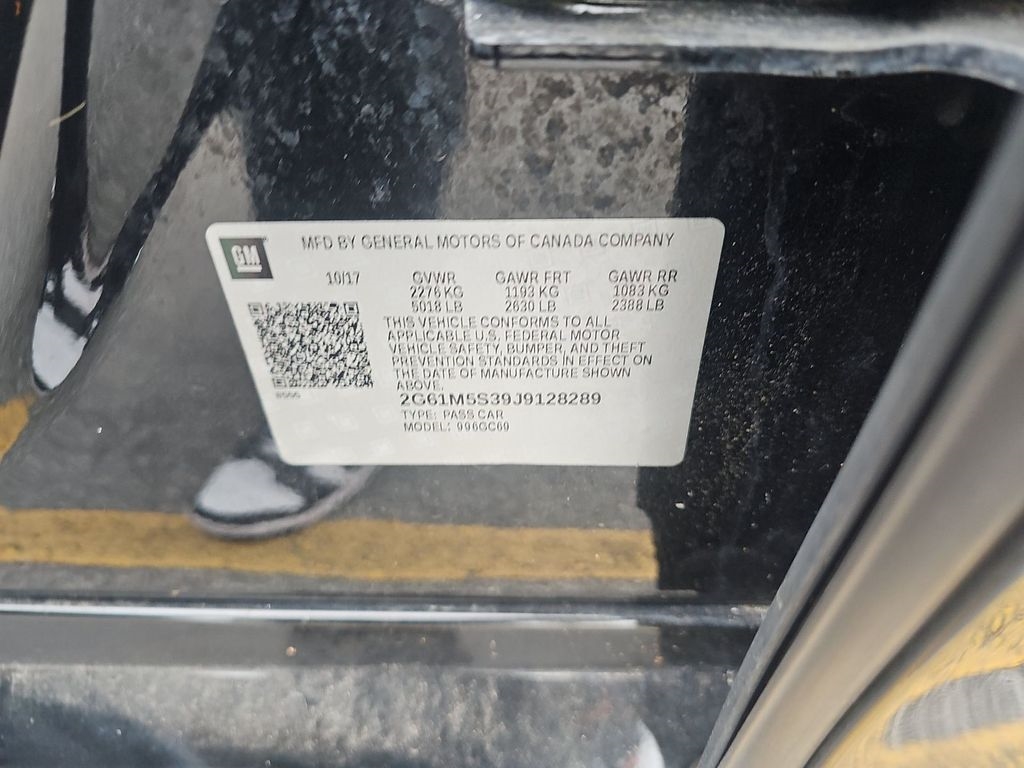 GM
MFD BY GENERAL MOTORS OF CANADA COMPANY
10/17 GVWR GAWR FRT GAWR RR
2276 KG 1193 KG 1083 KG
5018 LB 2630 LB 2388 LB
THIS VEHICLE CONFORMS TO ALL
APPLICABLE U.S. FEDERAL MOTOR
VEHICLE SAFETY, BUMPER, AND THEFT
PREVENTION STANDARDS IN EFFECT ON
THE DATE OF MANUFACTURE SHOWN
ABOVE.
2G61M5S39J9128289
TYPE: PASS CAR
MODEL: 996GC69